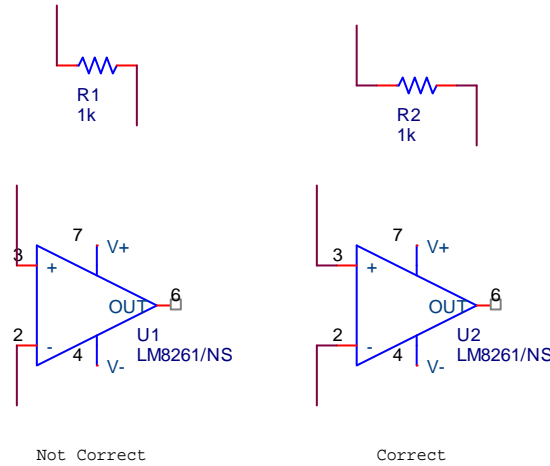 R1
1k
R2
1k
7
V+
3
+
6
OUT
2
-
4
V-
U1
LM8261/NS
7
V+
3
+
6
OUT
2
-
4
V-
U2
LM8261/NS
Not Correct
Correct